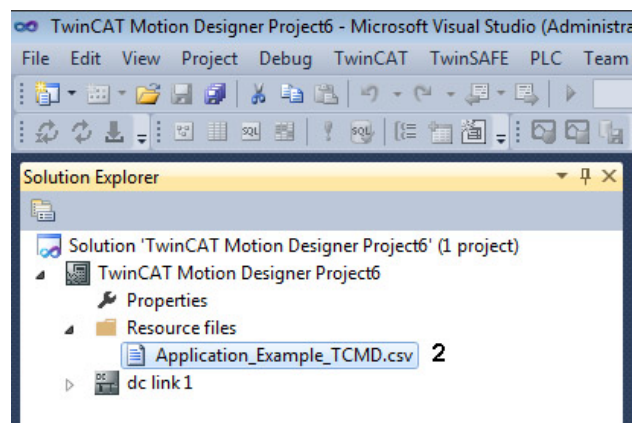 TwinCAT Motion Designer Project6 - Microsoft Visual Studio (Administra
File Edit View Project Debug TwinCAT TwinSAFE PLC Team
SQL SQL
Solution Explorer
Solution 'TwinCAT Motion Designer Project6' (1 project)
TwinCAT Motion Designer Project6
Properties
Resource files
Application_Example_TCMD.csv 2
DC dc link 1